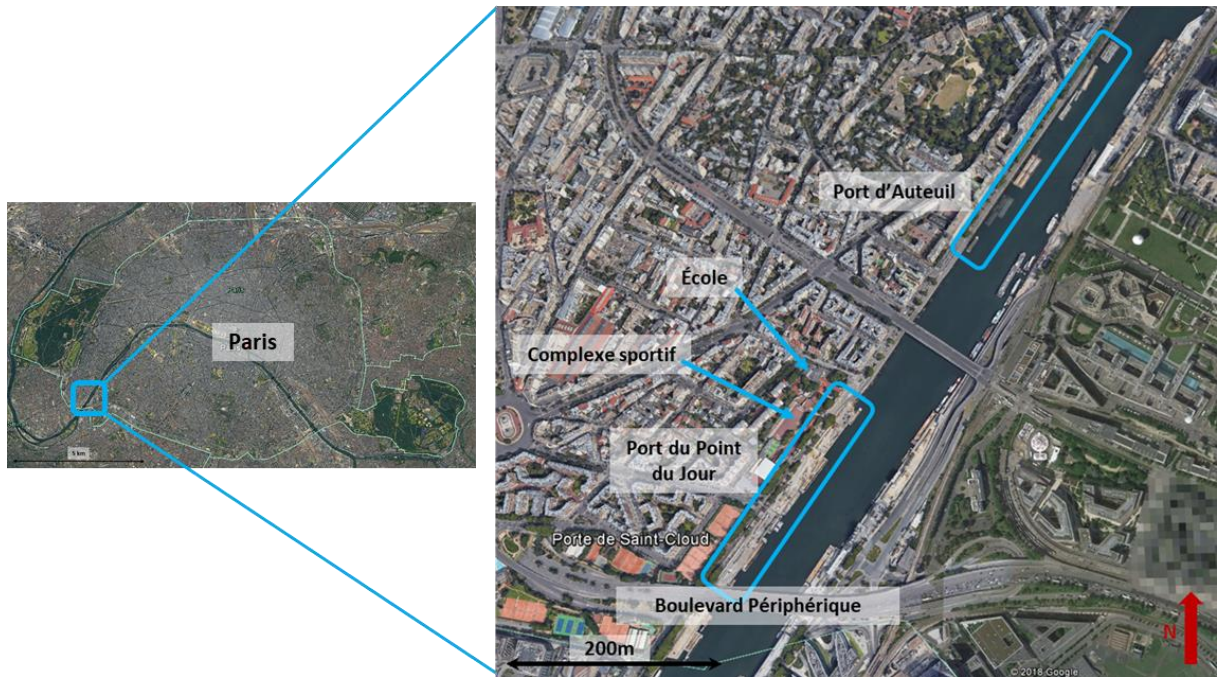 Paris
5 km
Port d'Auteuil
École
Complexe sportif
Port du Point
du Jour
Porte de Saint-Cloud
Boulevard Périphérique
200m
N
© 2018 Google